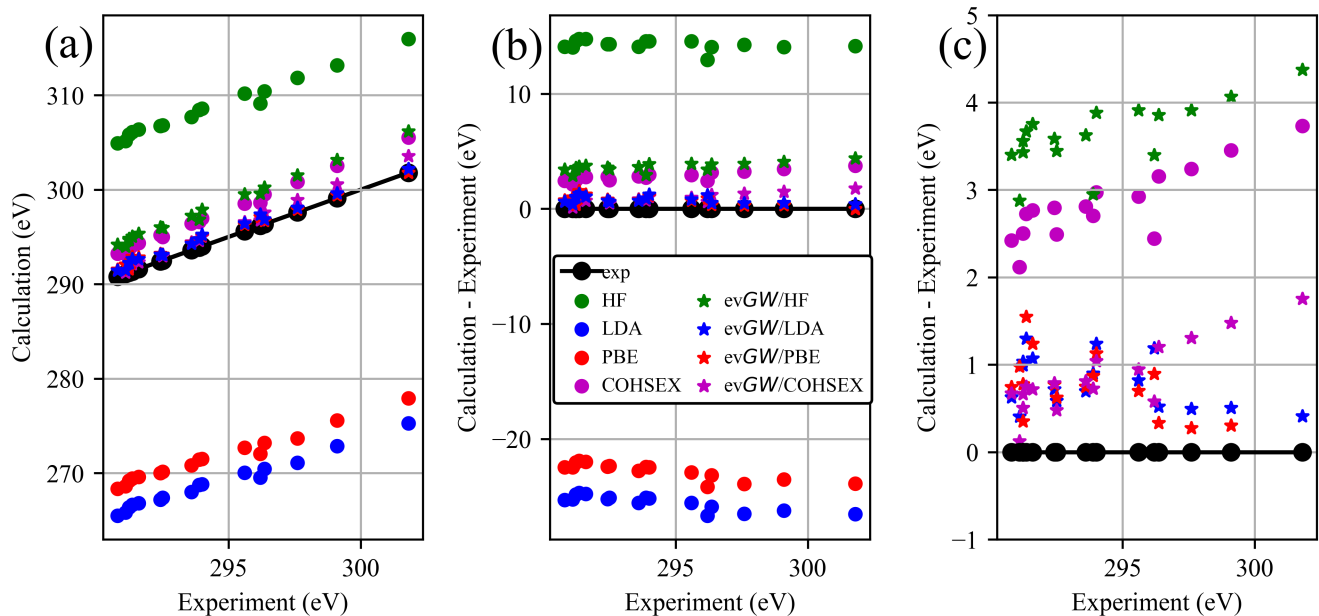 (a)
Calculation (eV)
310
300
290
280
270
295
300
Experiment (eV)
(b)
Calculation - Experiment (eV)
10
0
−10
−20
exp
HF
LDA
PBE
COHSEX
evGW/HF
evGW/LDA
evGW/PBE
evGW/COHSEX
295
300
Experiment (eV)
(c)
Calculation - Experiment (eV)
5
4
3
2
1
0
−1
295
300
Experiment (eV)